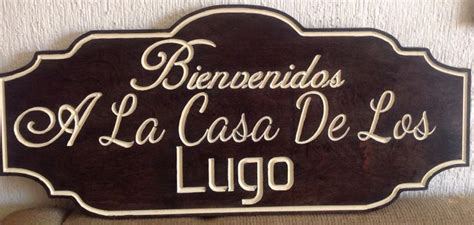 Bienvenidos
A La Casa De Los
Lugo